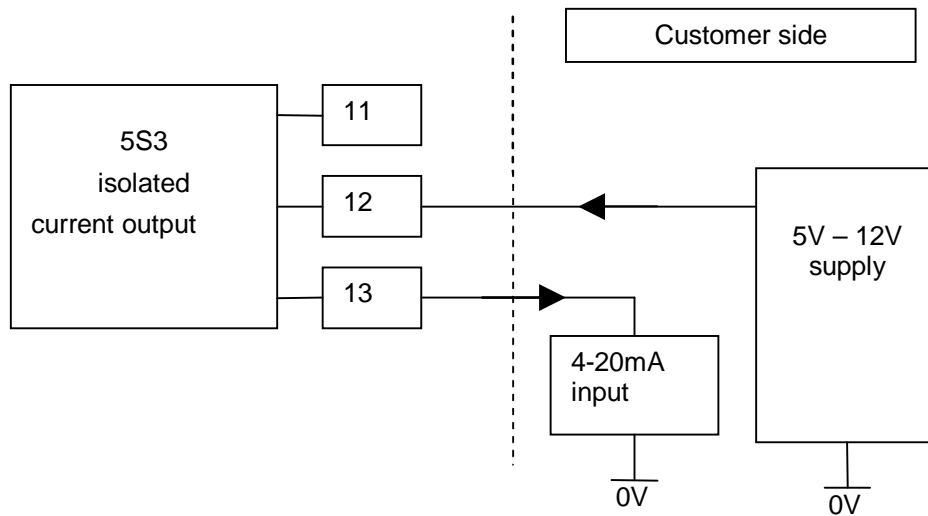 Customer side
5S3
isolated
current output
11
12
13
5V – 12V
supply
4-20mA
input
0V
0V